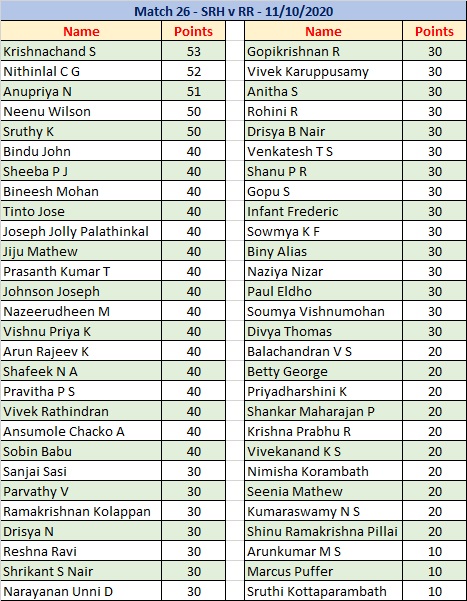 Match 26 - SRH v RR - 11/10/2020
Name Points Name Points
Krishnachand S 53 Gopikrishnan R 30
Nithinlal C G 52 Vivek Karuppusamy 30
Anupriya N 51 Anitha S 30
Neenu Wilson 50 Rohini R 30
Sruthy K 50 Drisya B Nair 30
Bindu John 40 Venkatesh T S 30
Sheeba P J 40 Shanu P R 30
Bineesh Mohan 40 Gopu S 30
Tinto Jose 40 Infant Frederic 30
Joseph Jolly Palathinkal 40 Sowmya K F 30
Jiju Mathew 40 Biny Alias 30
Prasanth Kumar T 40 Naziya Nizar 30
Johnson Joseph 40 Paul Eldho 30
Nazeerudheen M 40 Soumya Vishnumohan 30
Vishnu Priya K 40 Divya Thomas 30
Arun Rajeev K 40 Balachandran V S 20
Shafeek N A 40 Betty George 20
Pravitha P S 40 Priyadharshini K 20
Vivek Rathindran 40 Shankar Maharajan P 20
Ansumole Chacko A 40 Krishna Prabhu R 20
Sobin Babu 40 Vivekanand K S 20
Sanjai Sasi 30 Nimisha Korambath 20
Parvathy V 30 Seenia Mathew 20
Ramakrishnan Kolappan 30 Kumaraswamy N S 20
Drisya N 30 Shinu Ramakrishna Pillai 20
Reshna Ravi 30 Arunkumar M S 10
Shrikant S Nair 30 Marcus Puffer 10
Narayanan Unni D 30 Sruthi Kottaparambath 10